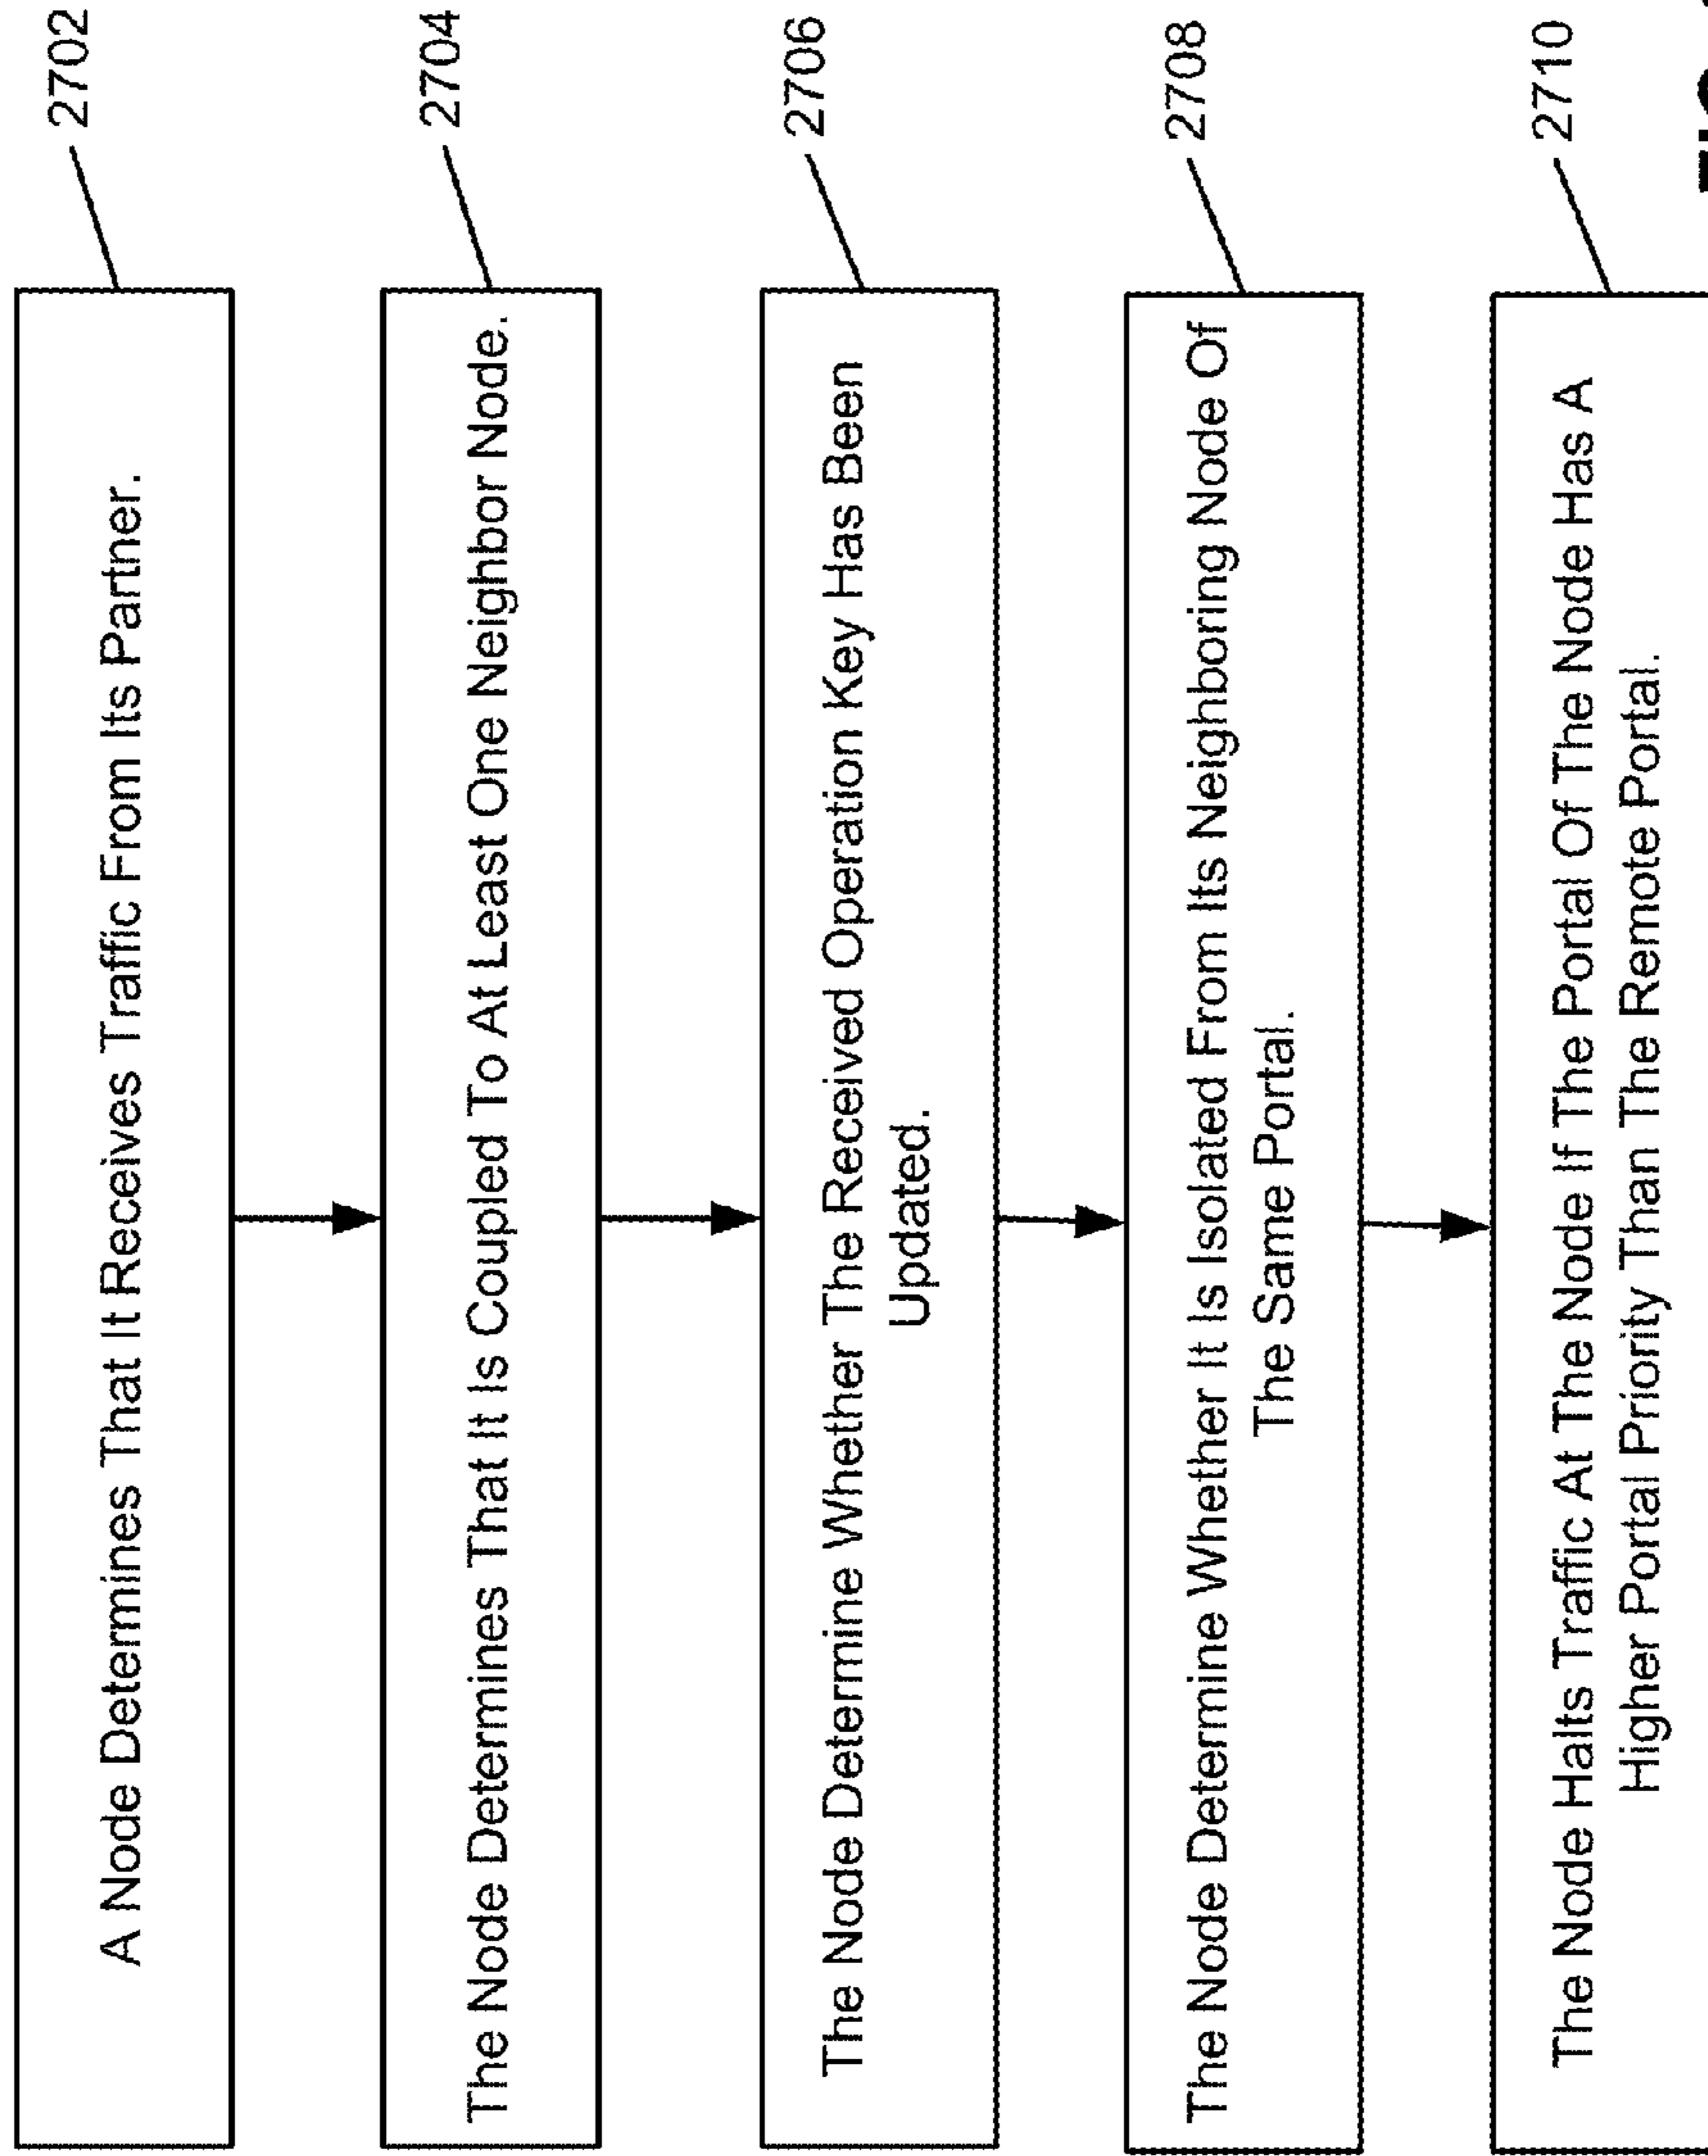 A Node Determines That It Receives Traffic From Its Partner.
2702
The Node Determines That It Is Coupled To At Least One Neighbor Node.
2704
The Node Determine Whether The Received Operation Key Has Been
Updated.
2706
The Node Determine Whether It Is Isolated From Its Neighboring Node Of
The Same Portal.
2708
The Node Halts Traffic At The Node If The Portal Of The Node Has A
Higher Portal Priority Than The Remote Portal.
2710